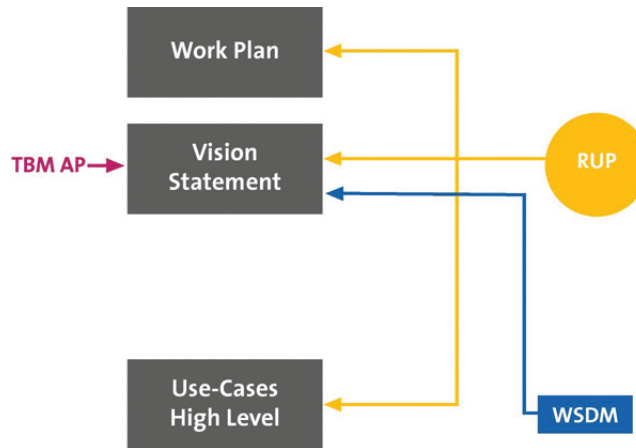 Work Plan
TBM AP
Vision
Statement
RUP
Use-Cases
High Level
WSDM